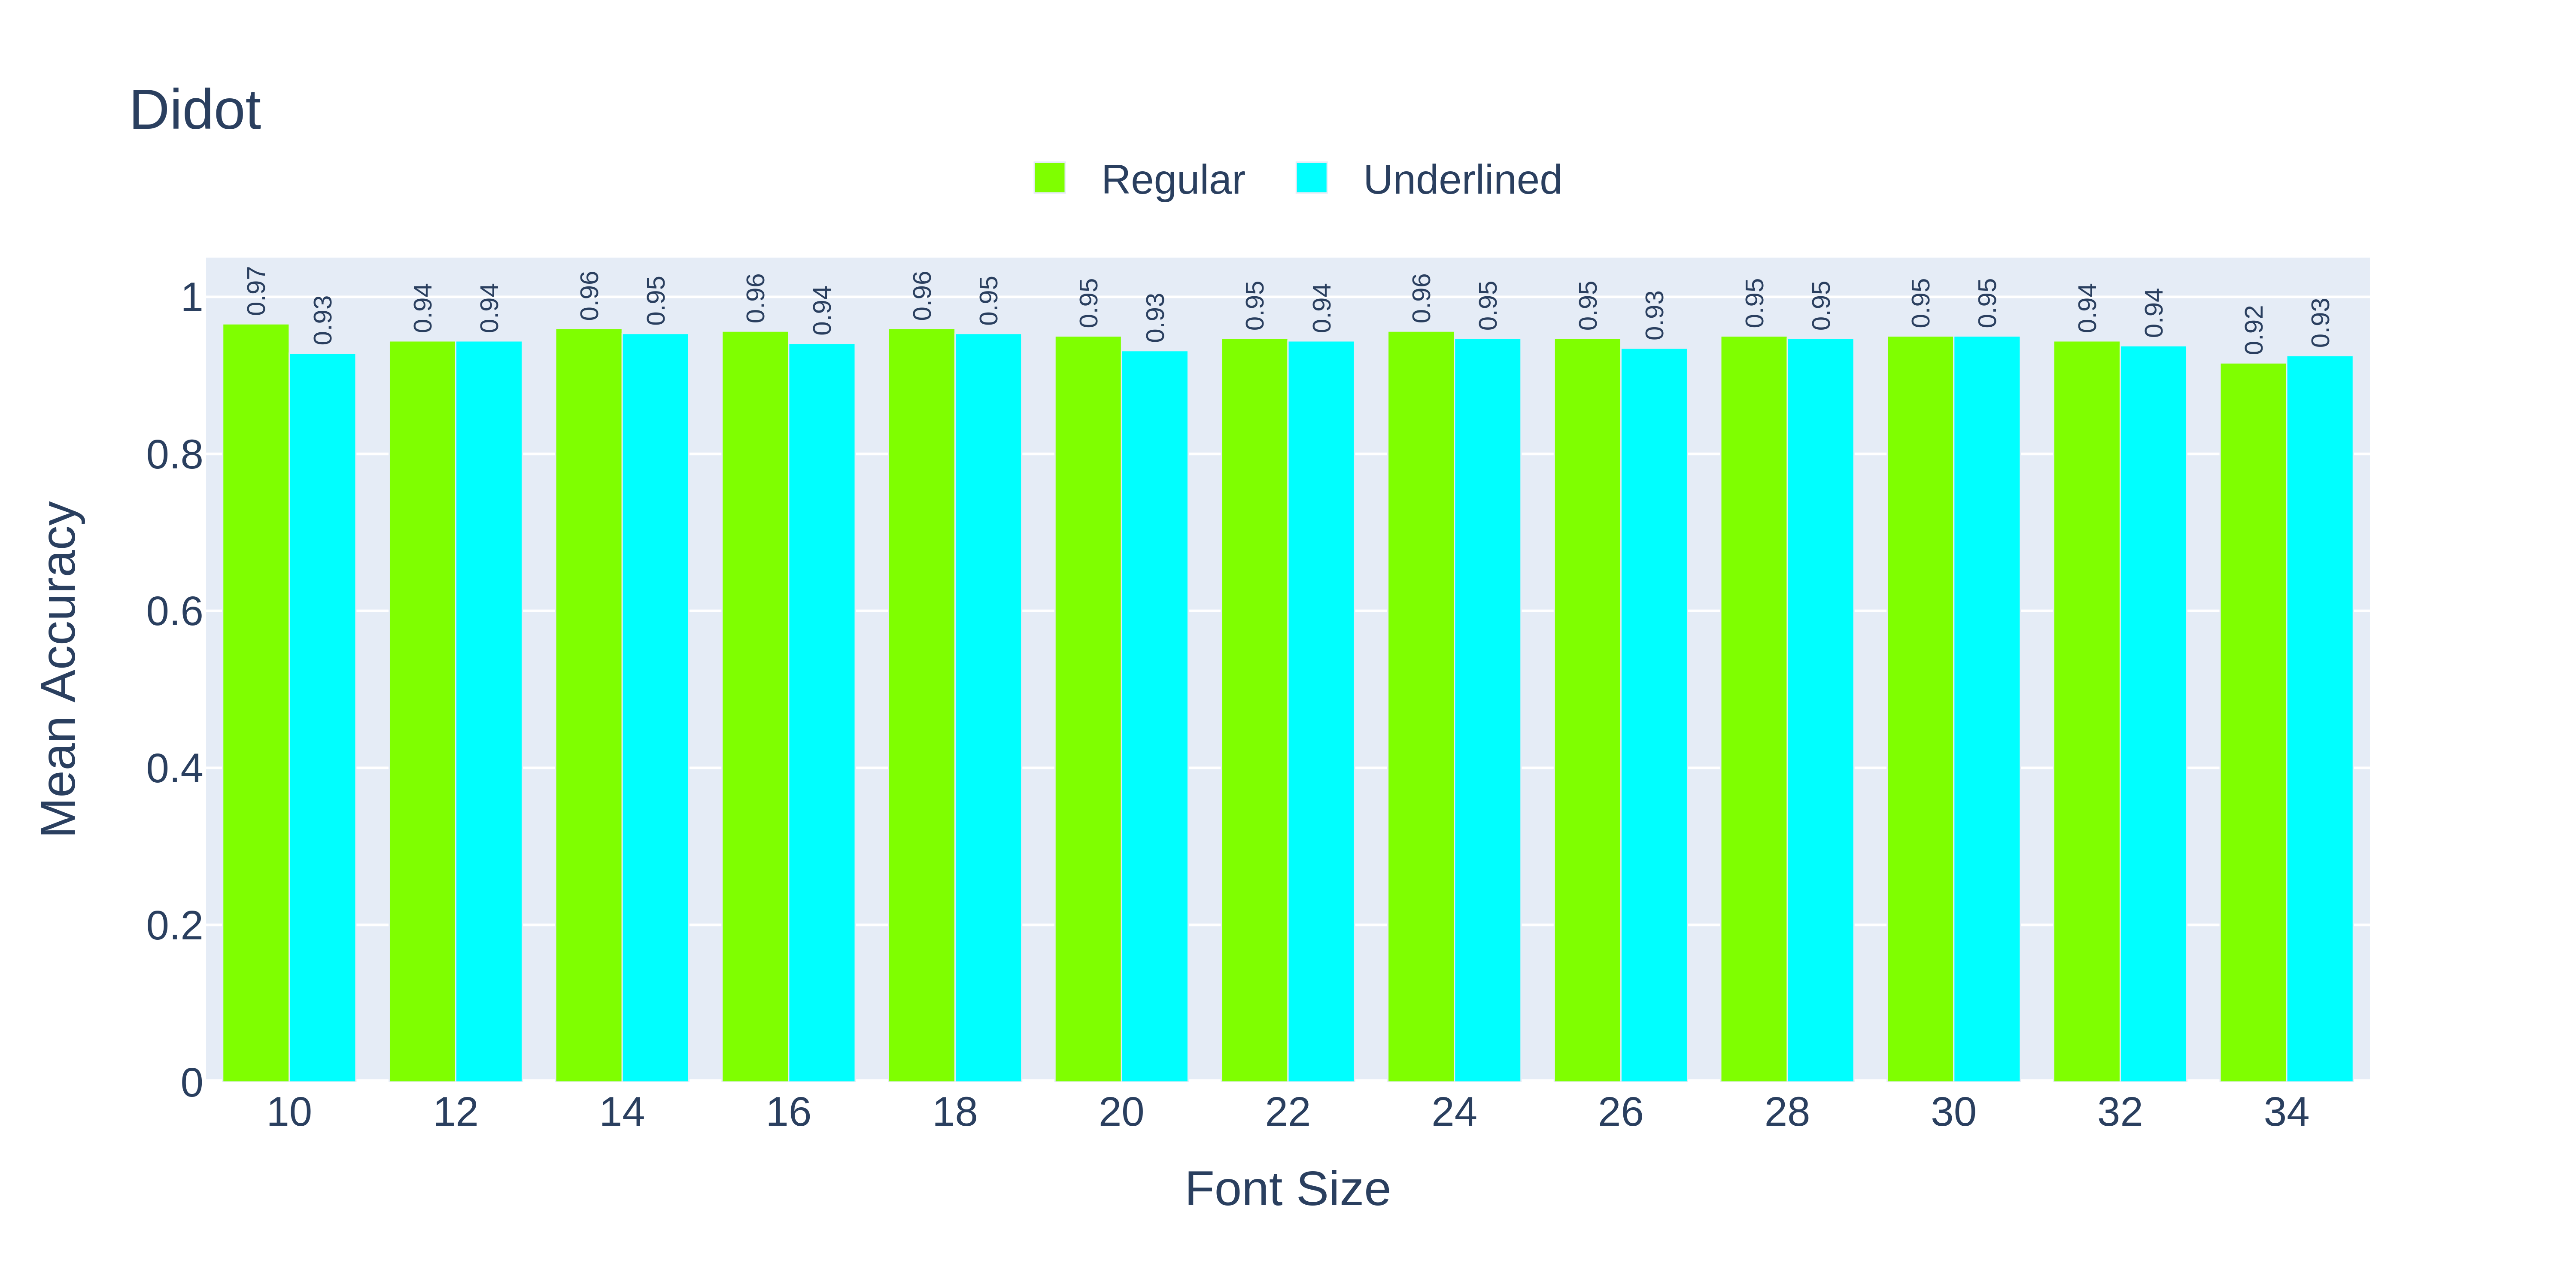 Didot
Regular Underlined
0.97 0.93 0.94 0.94 0.96 0.95 0.96 0.94 0.96 0.95 0.95 0.93 0.95 0.94 0.96 0.95 0.95 0.93 0.95 0.95 0.95 0.95 0.94 0.94 0.92 0.93
1
0.8
0.6
0.4
0.2
0
Mean Accuracy
10 12 14 16 18 20 22 24 26 28 30 32 34
Font Size